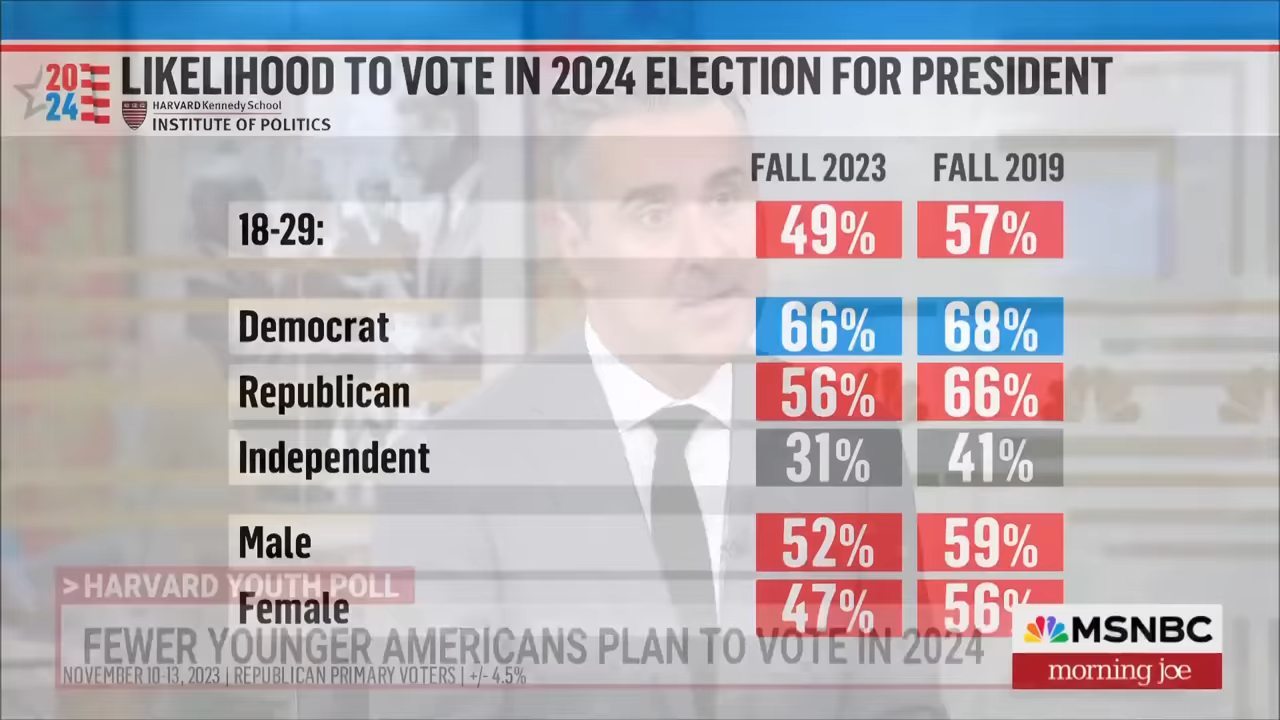 2024
LIKELIHOOD TO VOTE IN 2024 ELECTION FOR PRESIDENT
HARVARD Kennedy School
INSTITUTE OF POLITICS
FALL 2023 FALL 2019
18-29: 49% 57%
Democrat 66% 68%
Republican 56% 66%
Independent 31% 41%
Male 52% 59%
> HARVARD YOUTH POLL
Female 47% 56%
FEWER YOUNGER AMERICANS PLAN TO VOTE IN 2024
NOVEMBER 10-13, 2023 | REPUBLICAN PRIMARY VOTERS | +/- 4.5%
MSNBC
morning joe